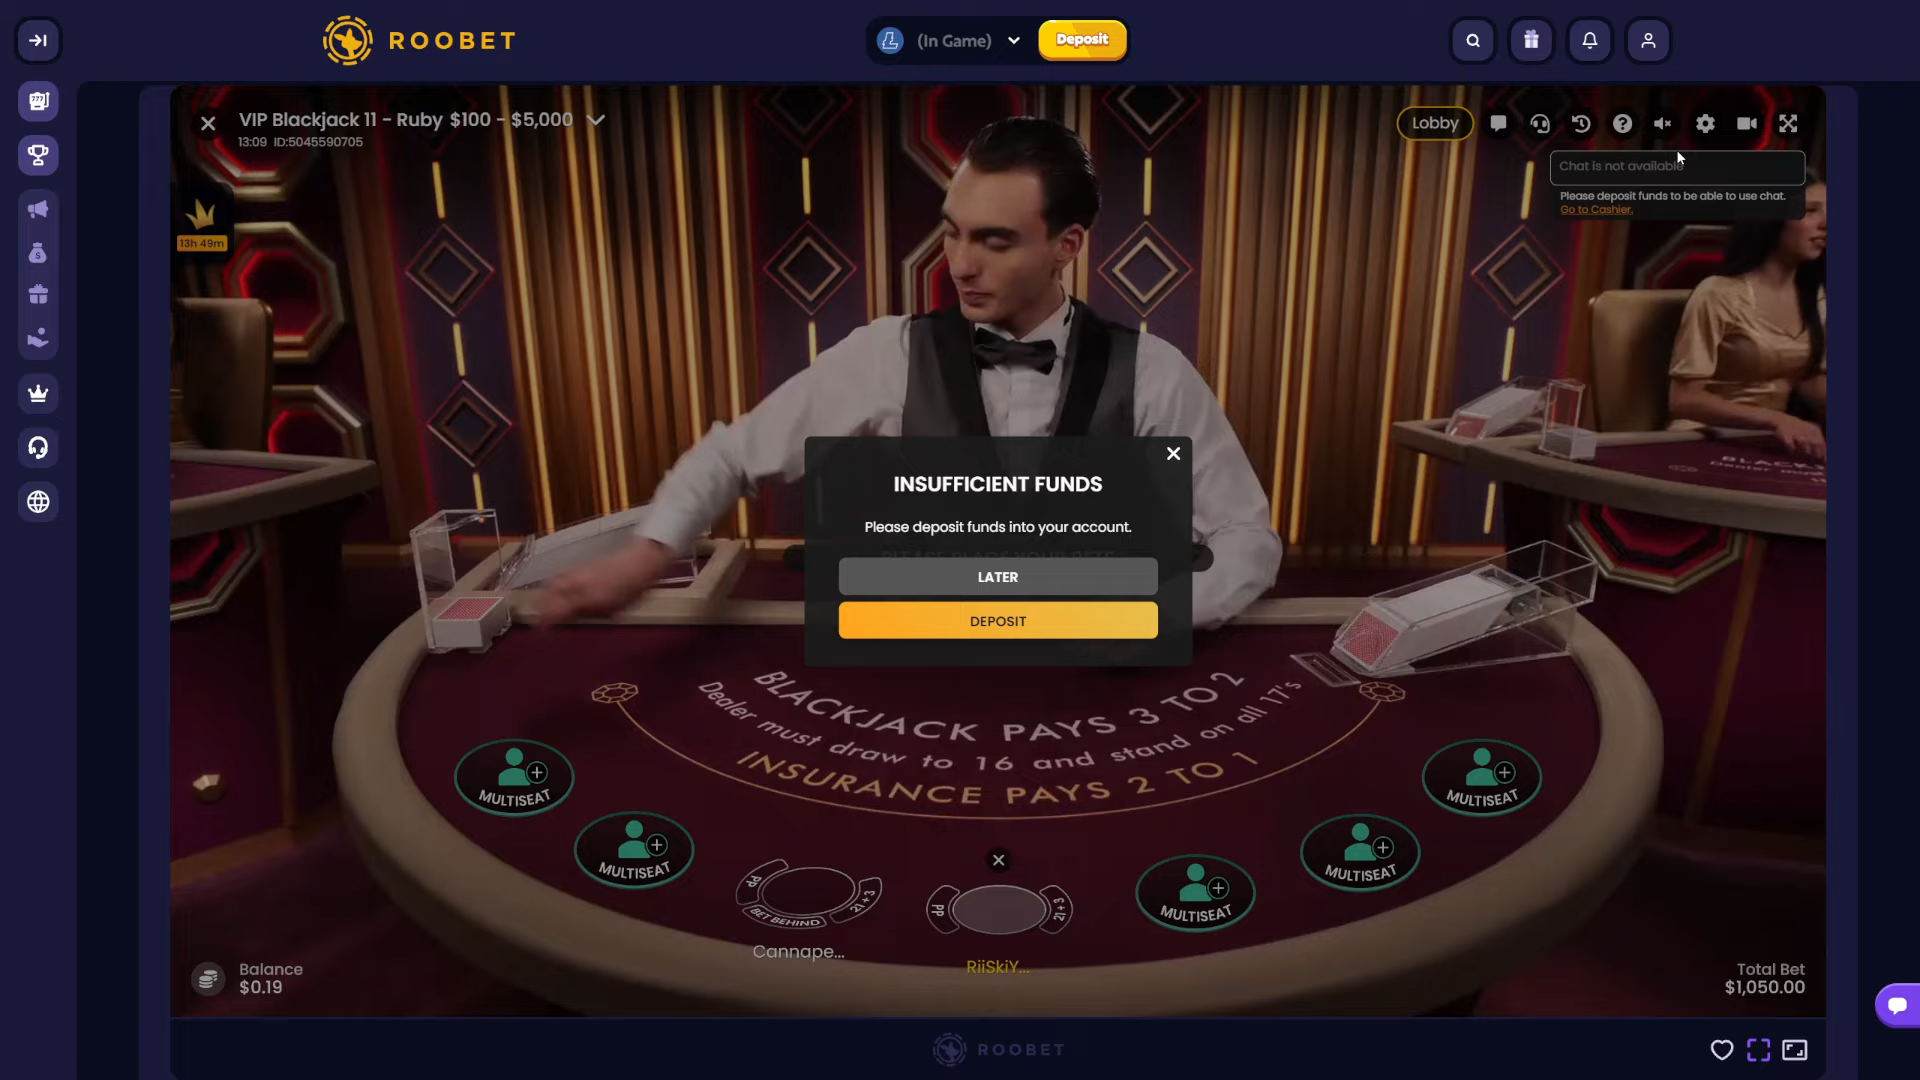 ROOBET
(In Game)
Deposit
VIP Blackjack 11 - Ruby $100 - $5,000
13:09 ID:5045590705
Lobby
Chat is not available
Please deposit funds to be able to use chat.
Go to Cashier.
13h 49m
INSUFFICIENT FUNDS
Please deposit funds into your account.
PLEASE PLACE YOUR BETS
LATER
DEPOSIT
BLACKJACK PAYS 3 TO 2
Dealer must draw to 16 and stand on all 17's
INSURANCE PAYS 2 TO 1
MULTISEAT
MULTISEAT
MULTISEAT
MULTISEAT
MULTISEAT
PP
BET BEHIND
21+3
PP
21+3
Cannape...
RiiSkiY...
Balance
$0.19
Total Bet
$1,050.00
ROOBET